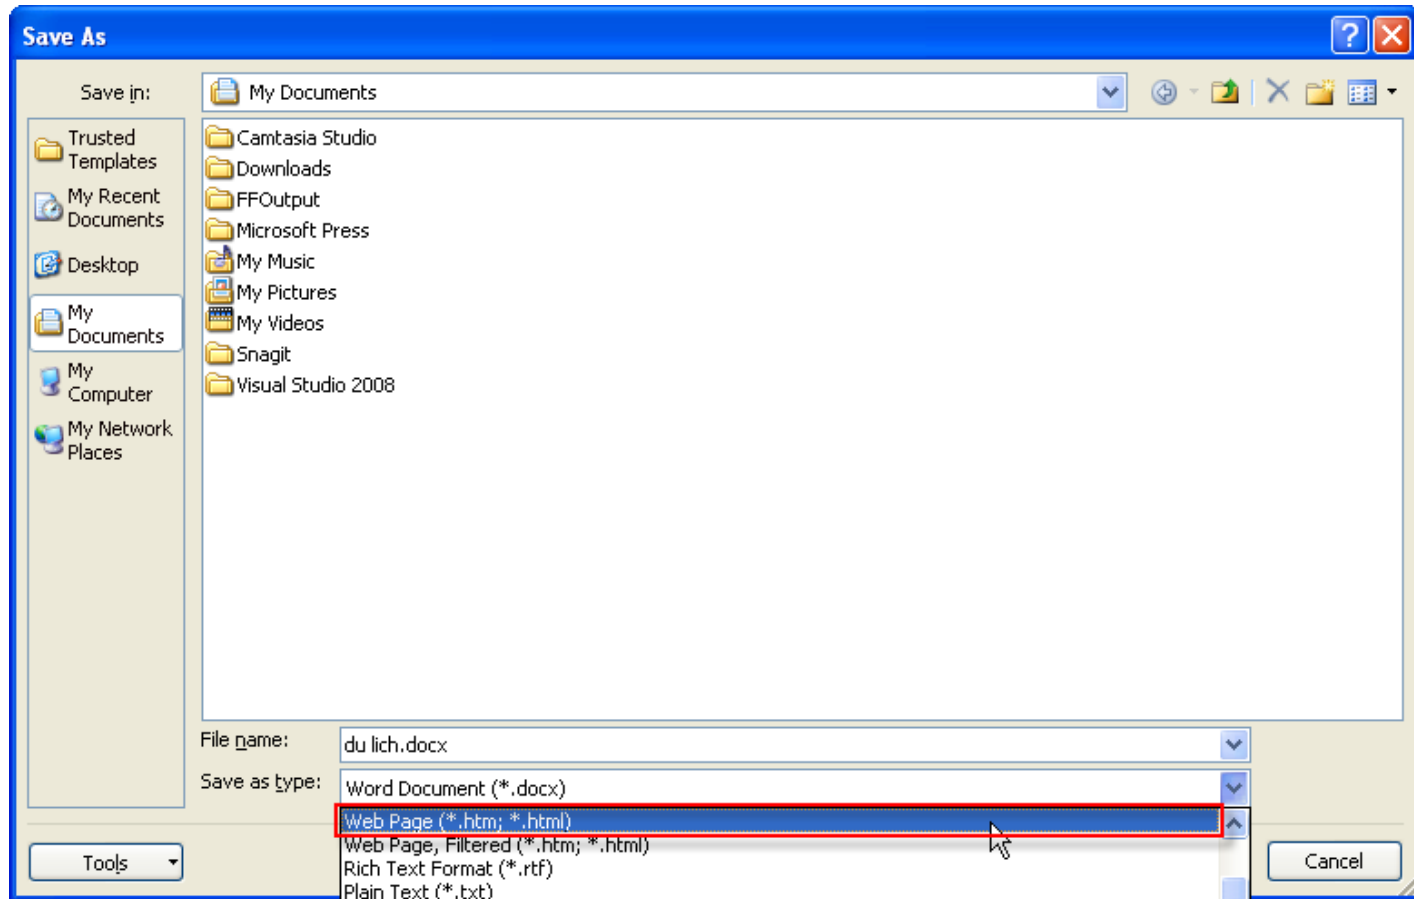 Save As
Save in:
My Documents
Trusted
Templates
My Recent
Documents
Desktop
My
Documents
My
Computer
My Network
Places
Camtasia Studio
Downloads
FFOutput
Microsoft Press
My Music
My Pictures
My Videos
Snagit
Visual Studio 2008
File name:
du lich.docx
Save as type:
Word Document (*.docx)
Web Page (*.htm; *.html)
Web Page, Filtered (*.htm; *.html)
Rich Text Format (*.rtf)
Plain Text (*.txt)
Tools
Cancel